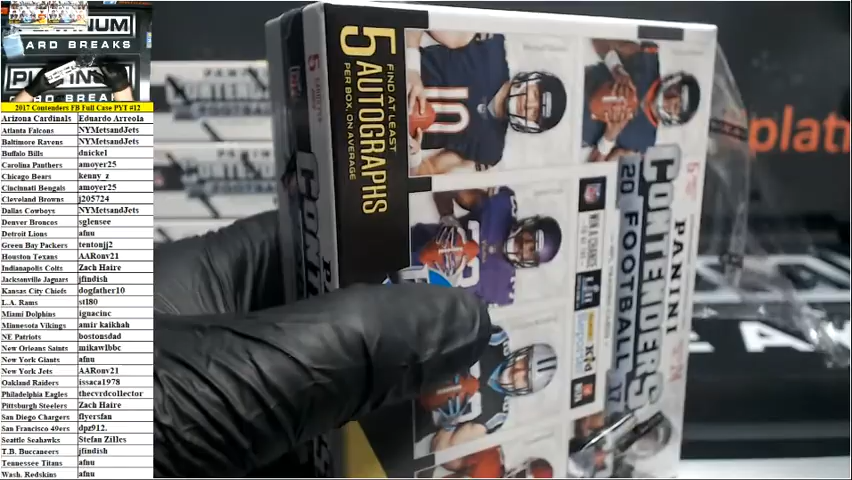 PLATINUM
CARD BREAKS
2017 Contenders FB Full Case PYT #12
Arizona Cardinals Eduardo Arreola
Atlanta Falcons NYMetsandJets
Baltimore Ravens NYMetsandJets
Buffalo Bills dnickel
Carolina Panthers amoyer25
Chicago Bears kenny_z
Cincinnati Bengals amoyer25
Cleveland Browns j205724
Dallas Cowboys NYMetsandJets
Denver Broncos sglensee
Detroit Lions afnu
Green Bay Packers tentonjj2
Houston Texans AARonv21
Indianapolis Colts Zach Haire
Jacksonville Jaguars jfindish
Kansas City Chiefs dogfather10
L.A. Rams st180
Miami Dolphins ignacinc
Minnesota Vikings amir kaikhah
NE Patriots bostonsdad
New Orleans Saints mikawlbbc
New York Giants afnu
New York Jets AARonv21
Oakland Raiders issaca1978
Philadelphia Eagles thecvrdcollector
Pittsburgh Steelers Zach Haire
San Diego Chargers flyersfan
San Francisco 49ers dpz912.
Seattle Seahawks Stefan Zilles
T.B. Buccaneers jfindish
Tennessee Titans afnu
Wash. Redskins afnu
FIND AT LEAST
5 AUTOGRAPHS
PER BOX, ON AVERAGE
PANINI
CONTENDERS
20 FOOTBALL 17
WIN A CHANCE
platin